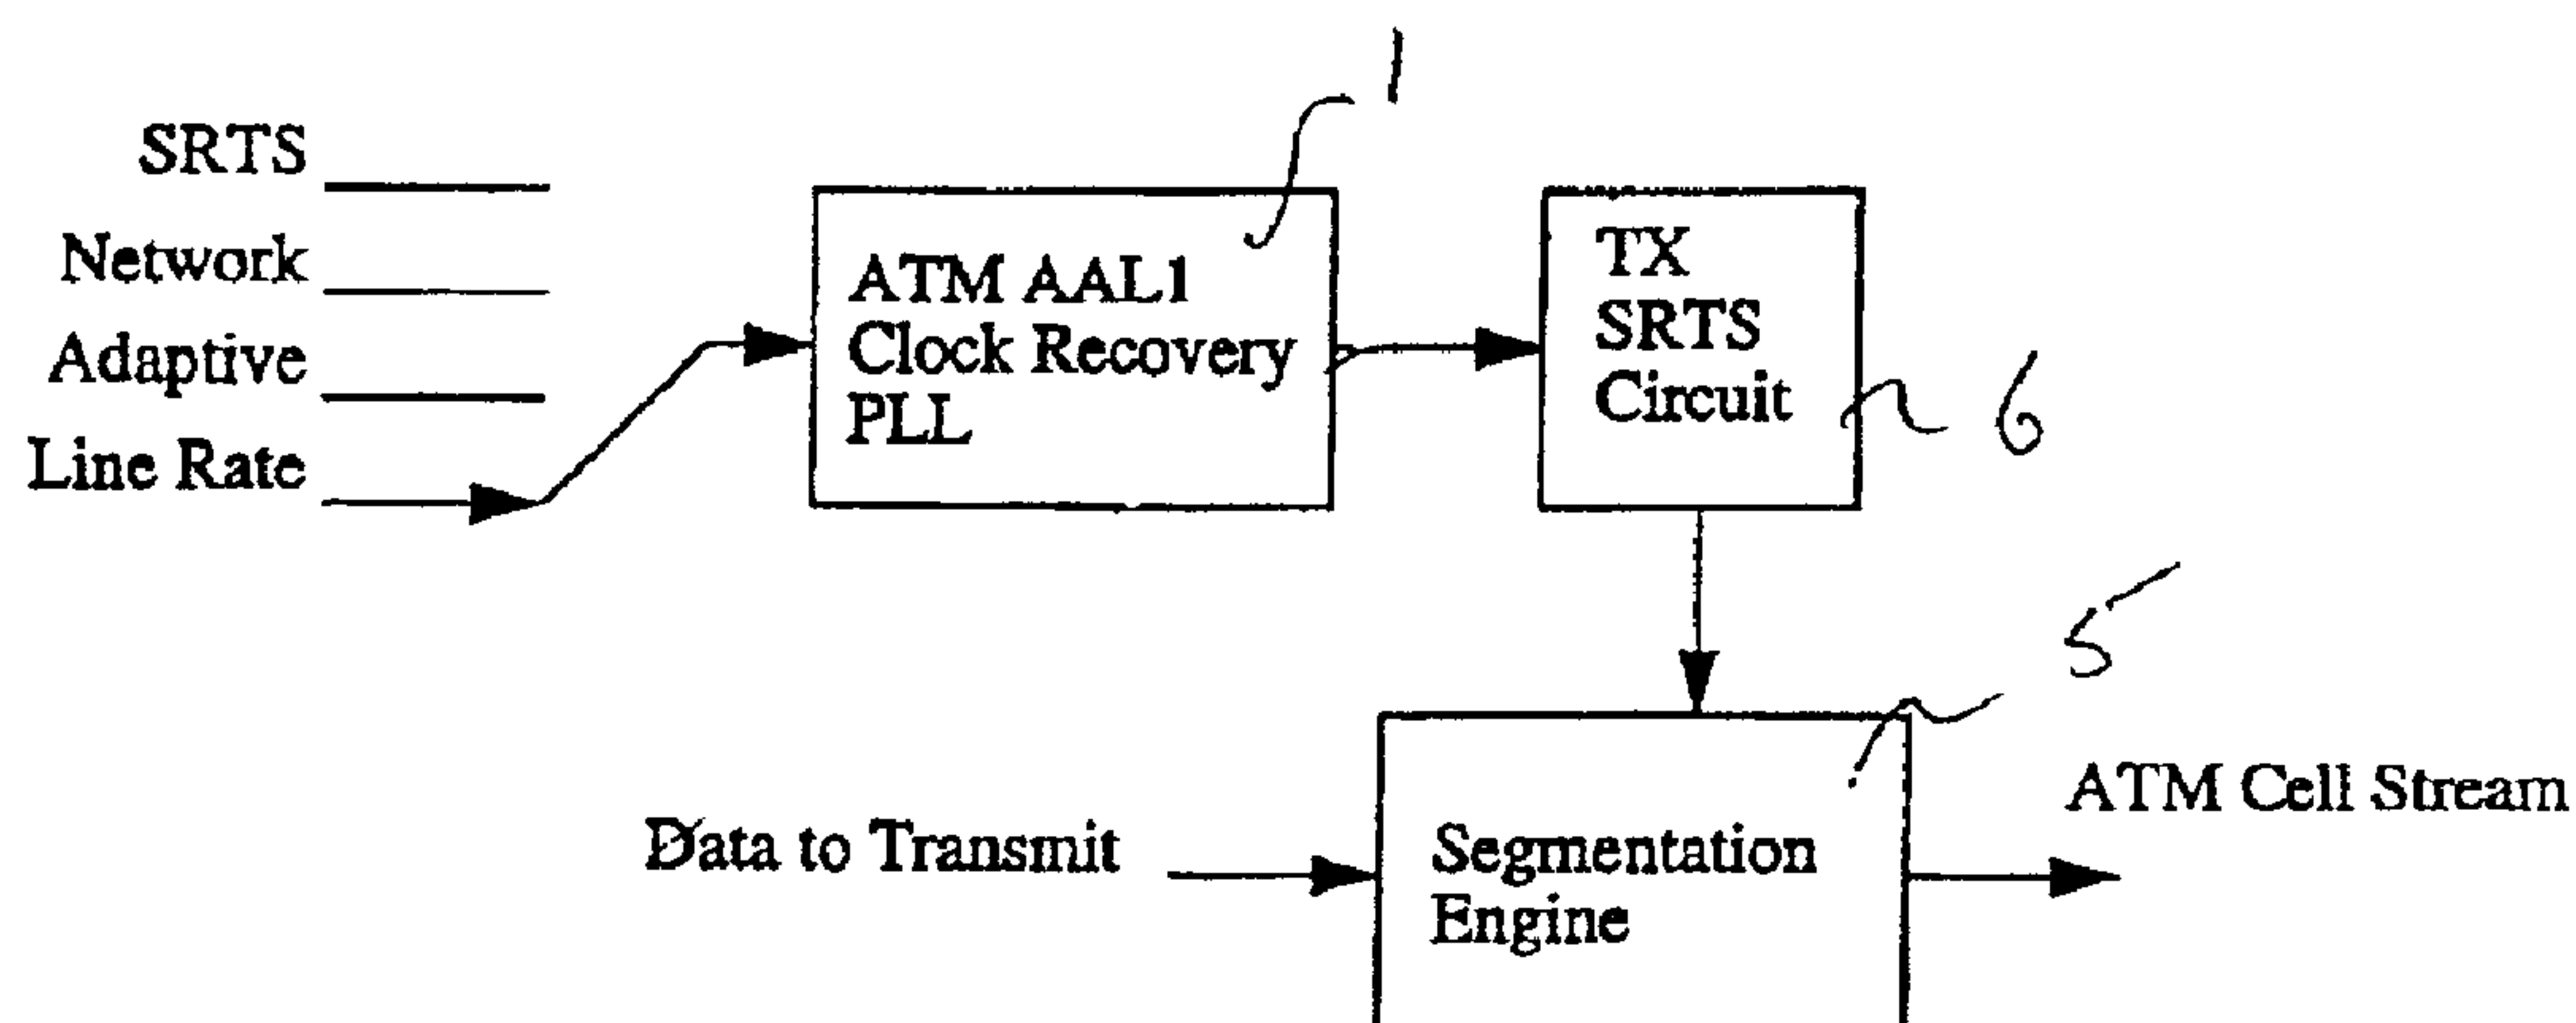 1
SRTS
Network
Adaptive
Line Rate
ATM AAL1
Clock Recovery
PLL
TX
SRTS
Circuit
6
5
Data to Transmit
Segmentation
Engine
ATM Cell Stream